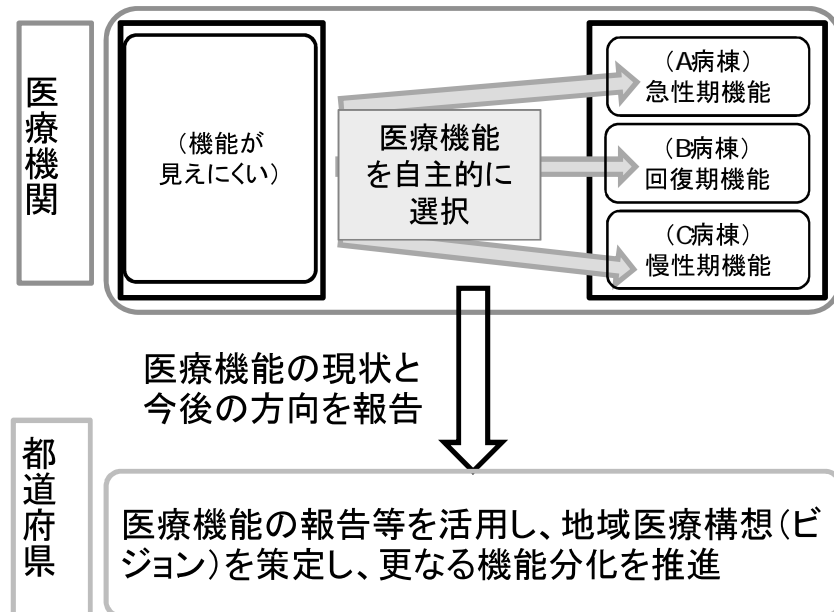 医療機関
(機能が
見えにくい)
医療機能
を自主的に
選択
(A病棟)
急性期機能
(B病棟)
回復期機能
(C病棟)
慢性期機能
医療機能の現状と
今後の方向を報告
都道府県
医療機能の報告等を活用し、地域医療構想(ビ
ジョン)を策定し、更なる機能分化を推進